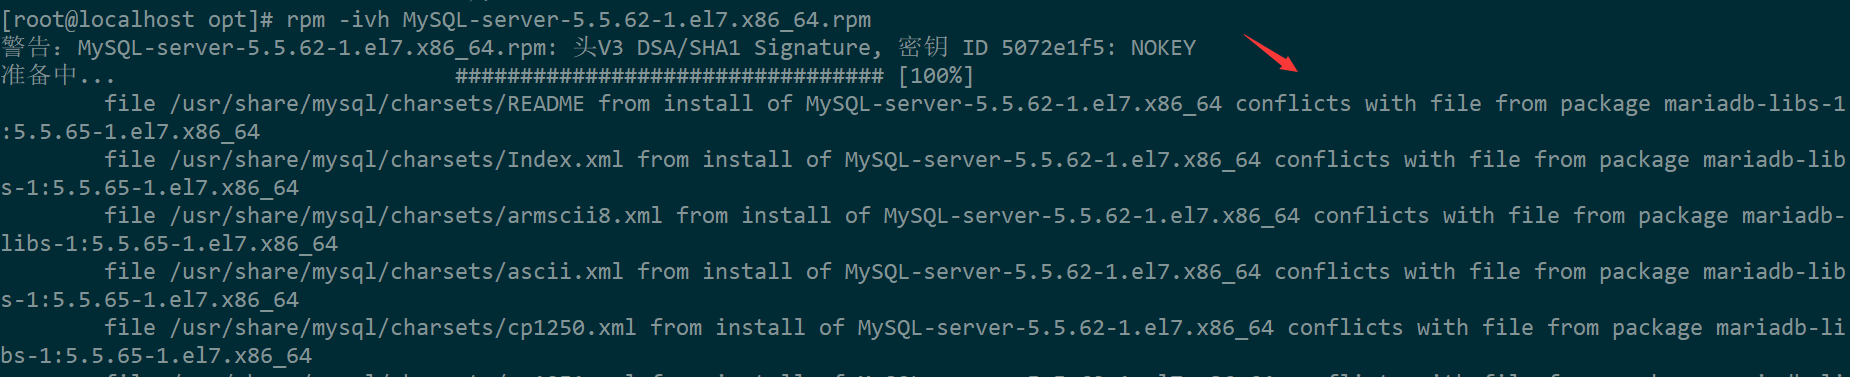 [root@localhost opt]# rpm -ivh MySQL-server-5.5.62-1.el7.x86_64.rpm
警告：MySQL-server-5.5.62-1.el7.x86_64.rpm: 头V3 DSA/SHA1 Signature, 密钥 ID 5072e1f5: NOKEY
准备中... ################################# [100%]
file /usr/share/mysql/charsets/README from install of MySQL-server-5.5.62-1.el7.x86_64 conflicts with file from package mariadb-libs-1
:5.5.65-1.el7.x86_64
file /usr/share/mysql/charsets/Index.xml from install of MySQL-server-5.5.62-1.el7.x86_64 conflicts with file from package mariadb-lib
s-1:5.5.65-1.el7.x86_64
file /usr/share/mysql/charsets/armscii8.xml from install of MySQL-server-5.5.62-1.el7.x86_64 conflicts with file from package mariadb-
libs-1:5.5.65-1.el7.x86_64
file /usr/share/mysql/charsets/ascii.xml from install of MySQL-server-5.5.62-1.el7.x86_64 conflicts with file from package mariadb-lib
s-1:5.5.65-1.el7.x86_64
file /usr/share/mysql/charsets/cp1250.xml from install of MySQL-server-5.5.62-1.el7.x86_64 conflicts with file from package mariadb-li
bs-1:5.5.65-1.el7.x86_64